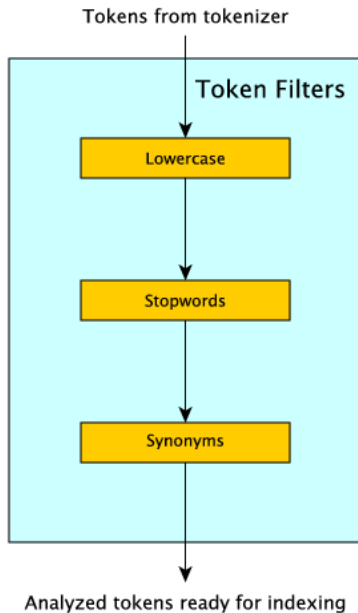 Tokens from tokenizer
Token Filters
Lowercase
Stopwords
Synonyms
Analyzed tokens ready for indexing